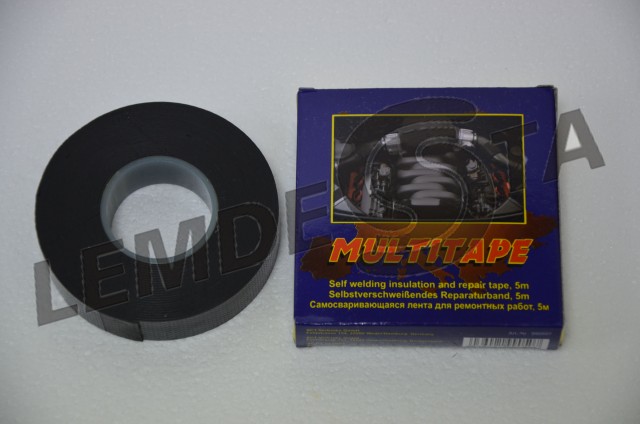 MULTITAPE
Self welding insulation and repair tape, 5m
Selbstverschweißendes Reparaturband, 5m
Самосваривающаяся лента для ремонтных работ, 5м
LEMDESTA